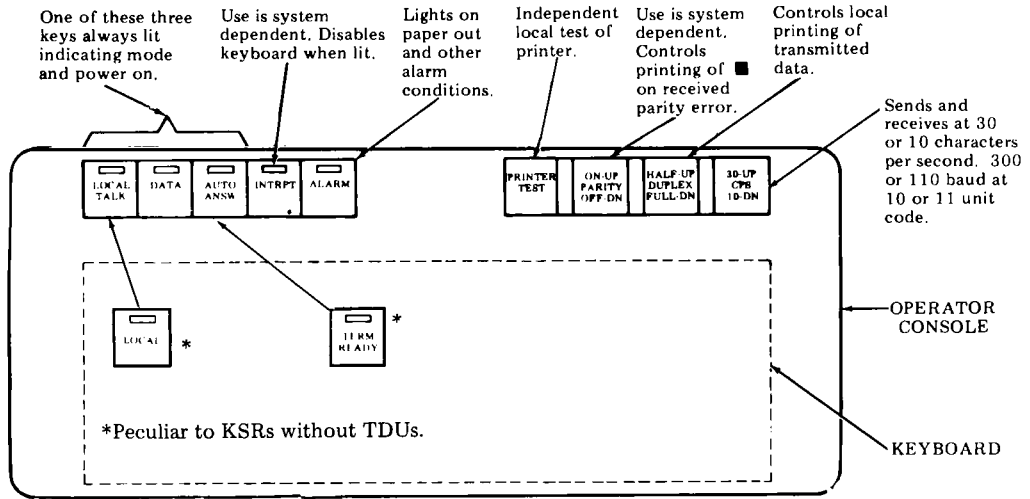 One of these three
keys always lit
indicating mode
and power on.
Use is system
dependent. Disables
keyboard when lit.
Lights on
paper out
and other
alarm
conditions.
Independent
local test of
printer.
Use is system
dependent.
Controls
printing of ■
on received
parity error.
Controls local
printing of
transmitted
data.
Sends and
receives at 30
or 10 characters
per second. 300
or 110 baud at
10 or 11 unit
code.
LOCAL
TALK
DATA
AUTO
ANSW
INTRPT
ALARM
PRINTER
TEST
ON-UP
PARITY
OFF-DN
HALF-UP
DUPLEX
FULL-DN
30-UP
CPS
10-DN
LOCAL
*
TERM
READY
*
OPERATOR
CONSOLE
*Peculiar to KSRs without TDUs.
KEYBOARD